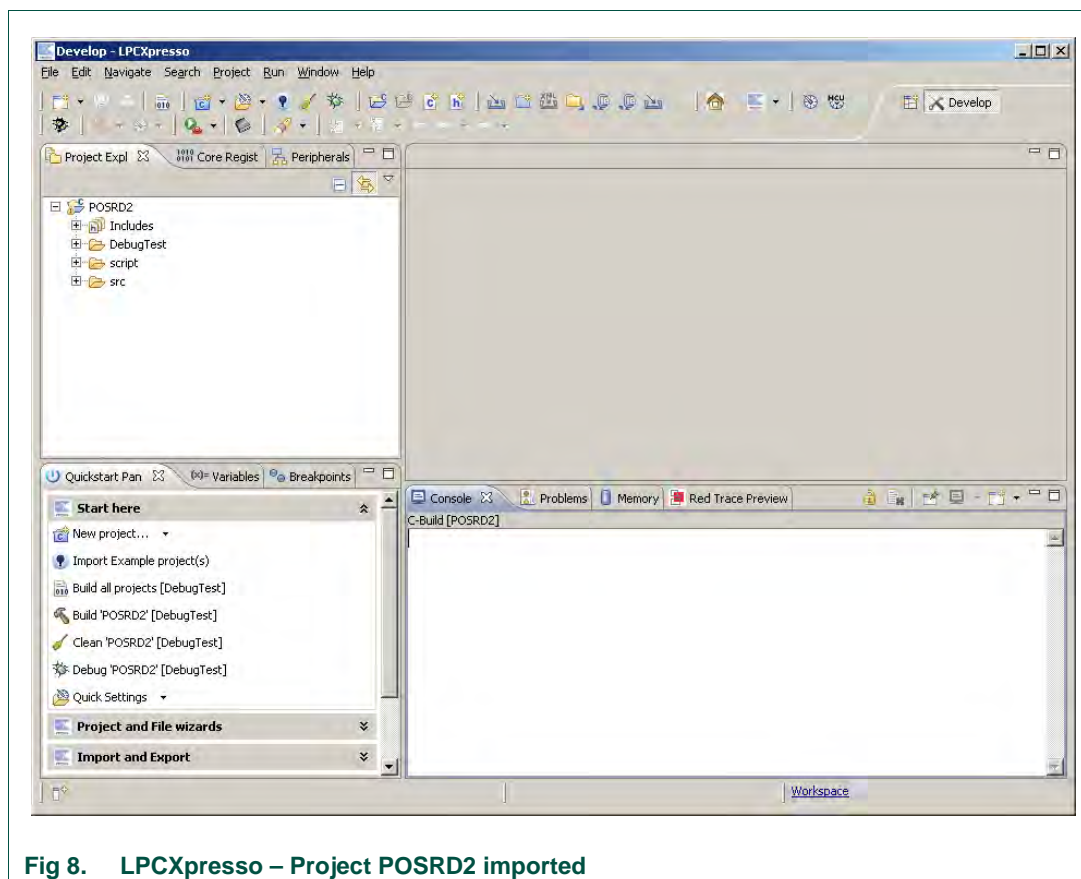 Develop - LPCXpresso
File Edit Navigate Search Project Run Window Help
Develop
Project Expl Core Regist Peripherals
POSRD2
Includes
DebugTest
script
src
Quickstart Pan (x)= Variables Breakpoints
Start here
New project...
Import Example project(s)
Build all projects [DebugTest]
Build 'POSRD2' [DebugTest]
Clean 'POSRD2' [DebugTest]
Debug 'POSRD2' [DebugTest]
Quick Settings
Project and File wizards
Import and Export
Console Problems Memory Red Trace Preview
C-Build [POSRD2]
Workspace
Fig 8. LPCXpresso – Project POSRD2 imported